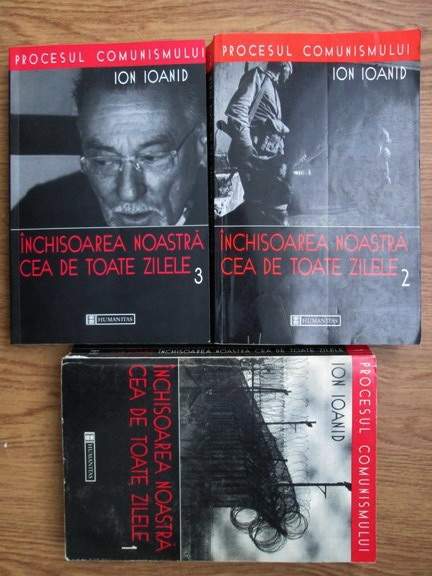 PROCESUL COMUNISMULUI
ION IOANID
ÎNCHISOAREA NOASTRĂ
CEA DE TOATE ZILELE 3
HUMANITAS
PROCESUL COMUNISMULUI
ION IOANID
ÎNCHISOAREA NOASTRĂ
CEA DE TOATE ZILELE 2
HUMANITAS
ÎNCHISOAREA NOASTRĂ CEA DE TOATE ZILELE
PROCESUL COMUNISMULUI
ION IOANID
ÎNCHISOAREA NOASTRĂ
CEA DE TOATE ZILELE 1
HUMANITAS